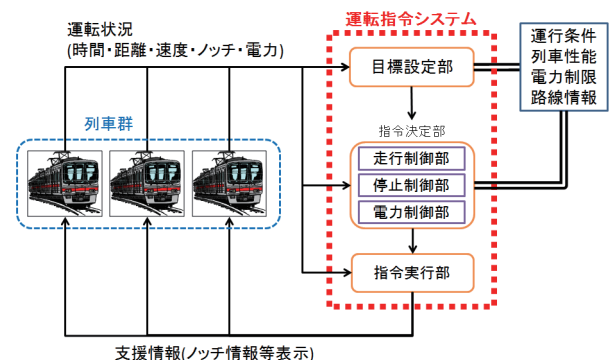 運転状況
(時間・距離・速度・ノッチ・電力)
運転指令システム
目標設定部
運行条件
列車性能
電力制限
路線情報
列車群
指令決定部
走行制御部
停止制御部
電力制御部
指令実行部
支援情報(ノッチ情報等表示)